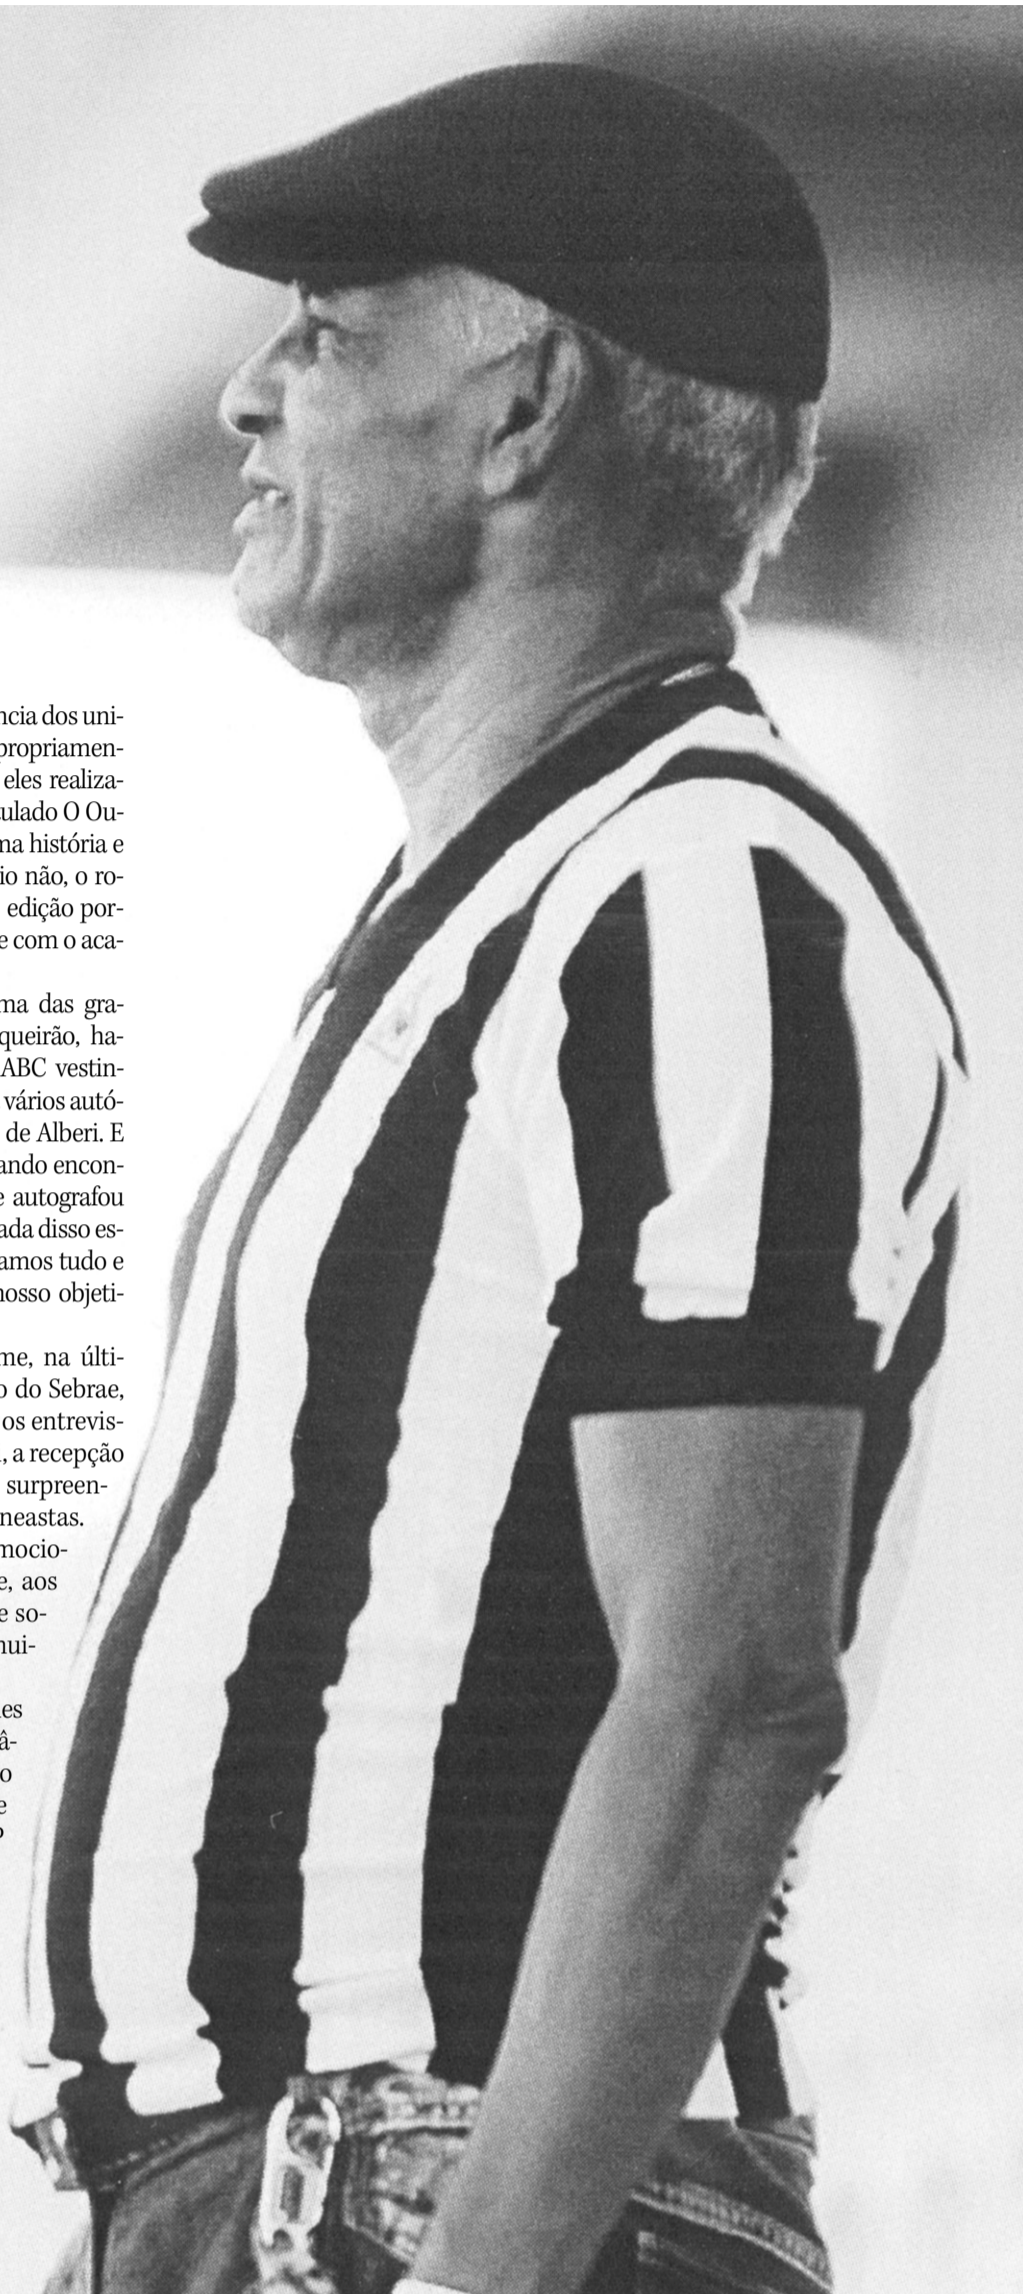 ncia dos uni-
propriamen-
eles realiza-
tulado O Ou-
ma história e
io não, o ro-
edição por-
e com o aca-
ma das gra-
queirão, ha-
ABC vestin-
vários autó-
de Alberi. E
ando encon-
e autografou
ada disso es-
amos tudo e
nosso objeti-
me, na últi-
o do Sebrae,
os entrevis-
, a recepção
surpreen-
neastas.
mocio-
e, aos
e so-
nui-
es
â-
o
e